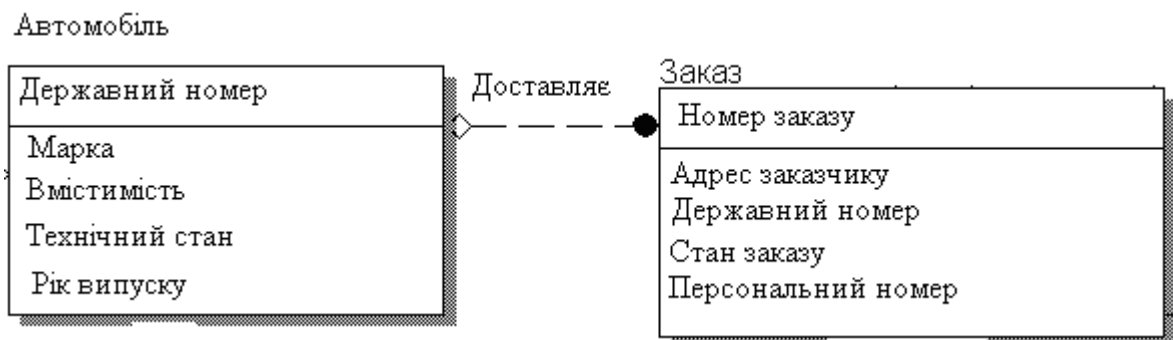 Автомобіль
Державний номер
Марка
Вмістимість
Технічний стан
Рік випуску
Доставляє
Заказ
Номер заказу
Адрес заказчику
Державний номер
Стан заказу
Персональний номер